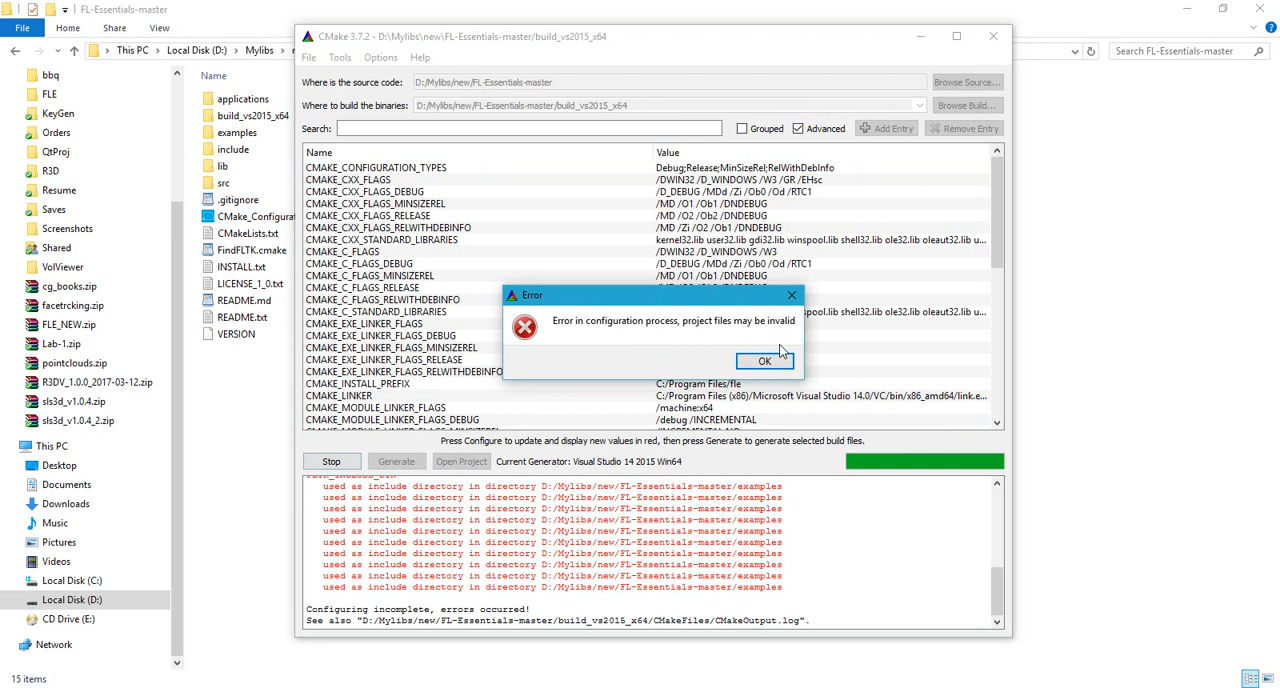 FL-Essentials-master
File Home Share View
This PC Local Disk (D:) Mylibs
Search FL-Essentials-master
bbq
FLE
KeyGen
Orders
QtProj
R3D
Resume
Saves
Screenshots
Shared
VolViewer
cg_books.zip
facetrcking.zip
FLE_NEW.zip
Lab-1.zip
pointclouds.zip
R3DV_1.0.0_2017-03-12.zip
sls3d_v1.0.4.zip
sls3d_v1.0.4_2.zip
This PC
Desktop
Documents
Downloads
Music
Pictures
Videos
Local Disk (C:)
Local Disk (D:)
CD Drive (E:)
Network
15 items
Name
applications
build_vs2015_x64
examples
include
lib
src
.gitignore
CMake_Configurat
CMakeLists.txt
FindFLTK.cmake
INSTALL.txt
LICENSE_1_0.txt
README.md
README.txt
VERSION
CMake 3.7.2 - D:\Mylibs\new\FL-Essentials-master/build_vs2015_x64
File Tools Options Help
Where is the source code: D:/Mylibs/new/FL-Essentials-master Browse Source...
Where to build the binaries: D:/Mylibs/new/FL-Essentials-master/build_vs2015_x64 Browse Build...
Search: Grouped Advanced Add Entry Remove Entry
Name Value
CMAKE_CONFIGURATION_TYPES Debug;Release;MinSizeRel;RelWithDebInfo
CMAKE_CXX_FLAGS /DWIN32 /D_WINDOWS /W3 /GR /EHsc
CMAKE_CXX_FLAGS_DEBUG /D_DEBUG /MDd /Zi /Ob0 /Od /RTC1
CMAKE_CXX_FLAGS_MINSIZEREL /MD /O1 /Ob1 /DNDEBUG
CMAKE_CXX_FLAGS_RELEASE /MD /O2 /Ob2 /DNDEBUG
CMAKE_CXX_FLAGS_RELWITHDEBINFO /MD /Zi /O2 /Ob1 /DNDEBUG
CMAKE_CXX_STANDARD_LIBRARIES kernel32.lib user32.lib gdi32.lib winspool.lib shell32.lib ole32.lib oleaut32.lib u...
CMAKE_C_FLAGS /DWIN32 /D_WINDOWS /W3
CMAKE_C_FLAGS_DEBUG /D_DEBUG /MDd /Zi /Ob0 /Od /RTC1
CMAKE_C_FLAGS_MINSIZEREL /MD /O1 /Ob1 /DNDEBUG
CMAKE_C_FLAGS_RELEASE
CMAKE_C_FLAGS_RELWITHDEBINFO
CMAKE_C_STANDARD_LIBRARIES shell32.lib ole32.lib oleaut32.lib u...
CMAKE_EXE_LINKER_FLAGS
CMAKE_EXE_LINKER_FLAGS_DEBUG
CMAKE_EXE_LINKER_FLAGS_MINSIZEREL
CMAKE_EXE_LINKER_FLAGS_RELEASE
CMAKE_EXE_LINKER_FLAGS_RELWITHDEBINFO
CMAKE_INSTALL_PREFIX C:/Program Files/fle
CMAKE_LINKER C:/Program Files (x86)/Microsoft Visual Studio 14.0/VC/bin/x86_amd64/link.e...
CMAKE_MODULE_LINKER_FLAGS /machine:x64
CMAKE_MODULE_LINKER_FLAGS_DEBUG /debug /INCREMENTAL
Error
Error in configuration process, project files may be invalid
OK
Press Configure to update and display new values in red, then press Generate to generate selected build files.
Stop Generate Open Project Current Generator: Visual Studio 14 2015 Win64
used as include directory in directory D:/Mylibs/new/FL-Essentials-master/examples
used as include directory in directory D:/Mylibs/new/FL-Essentials-master/examples
used as include directory in directory D:/Mylibs/new/FL-Essentials-master/examples
used as include directory in directory D:/Mylibs/new/FL-Essentials-master/examples
used as include directory in directory D:/Mylibs/new/FL-Essentials-master/examples
used as include directory in directory D:/Mylibs/new/FL-Essentials-master/examples
used as include directory in directory D:/Mylibs/new/FL-Essentials-master/examples
used as include directory in directory D:/Mylibs/new/FL-Essentials-master/examples
used as include directory in directory D:/Mylibs/new/FL-Essentials-master/examples
used as include directory in directory D:/Mylibs/new/FL-Essentials-master/examples
Configuring incomplete, errors occurred!
See also "D:/Mylibs/new/FL-Essentials-master/build_vs2015_x64/CMakeFiles/CMakeOutput.log".